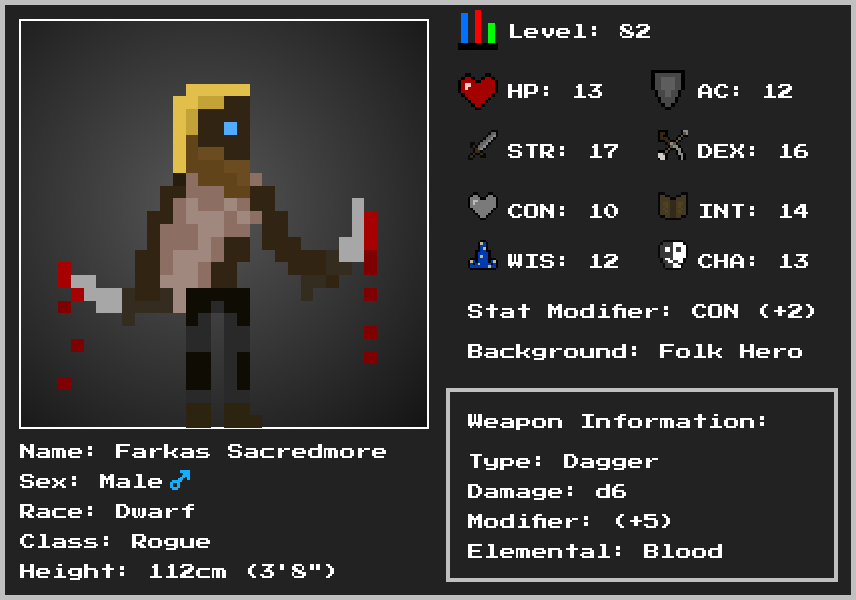 Level: 82
HP: 13
AC: 12
STR: 17
DEX: 16
CON: 10
INT: 14
WIS: 12
CHA: 13
Stat Modifier: CON (+2)
Background: Folk Hero
Name: Farkas Sacredmore
Sex: Male ♂
Race: Dwarf
Class: Rogue
Height: 112cm (3'8")
Weapon Information:
Type: Dagger
Damage: d6
Modifier: (+5)
Elemental: Blood